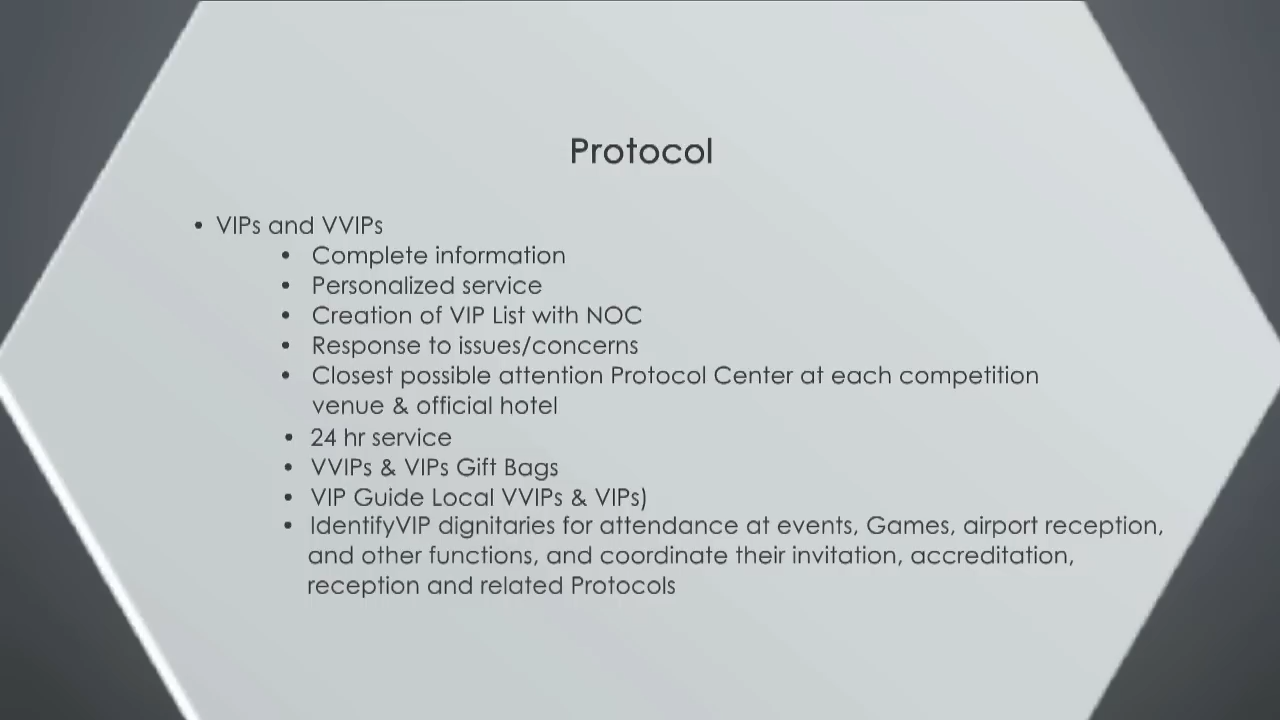 Protocol
• VIPs and VVIPs
• Complete information
• Personalized service
• Creation of VIP List with NOC
• Response to issues/concerns
• Closest possible attention Protocol Center at each competition
venue & official hotel
• 24 hr service
• VVIPs & VIPs Gift Bags
• VIP Guide Local VVIPs & VIPs)
• IdentifyVIP dignitaries for attendance at events, Games, airport reception,
and other functions, and coordinate their invitation, accreditation,
reception and related Protocols